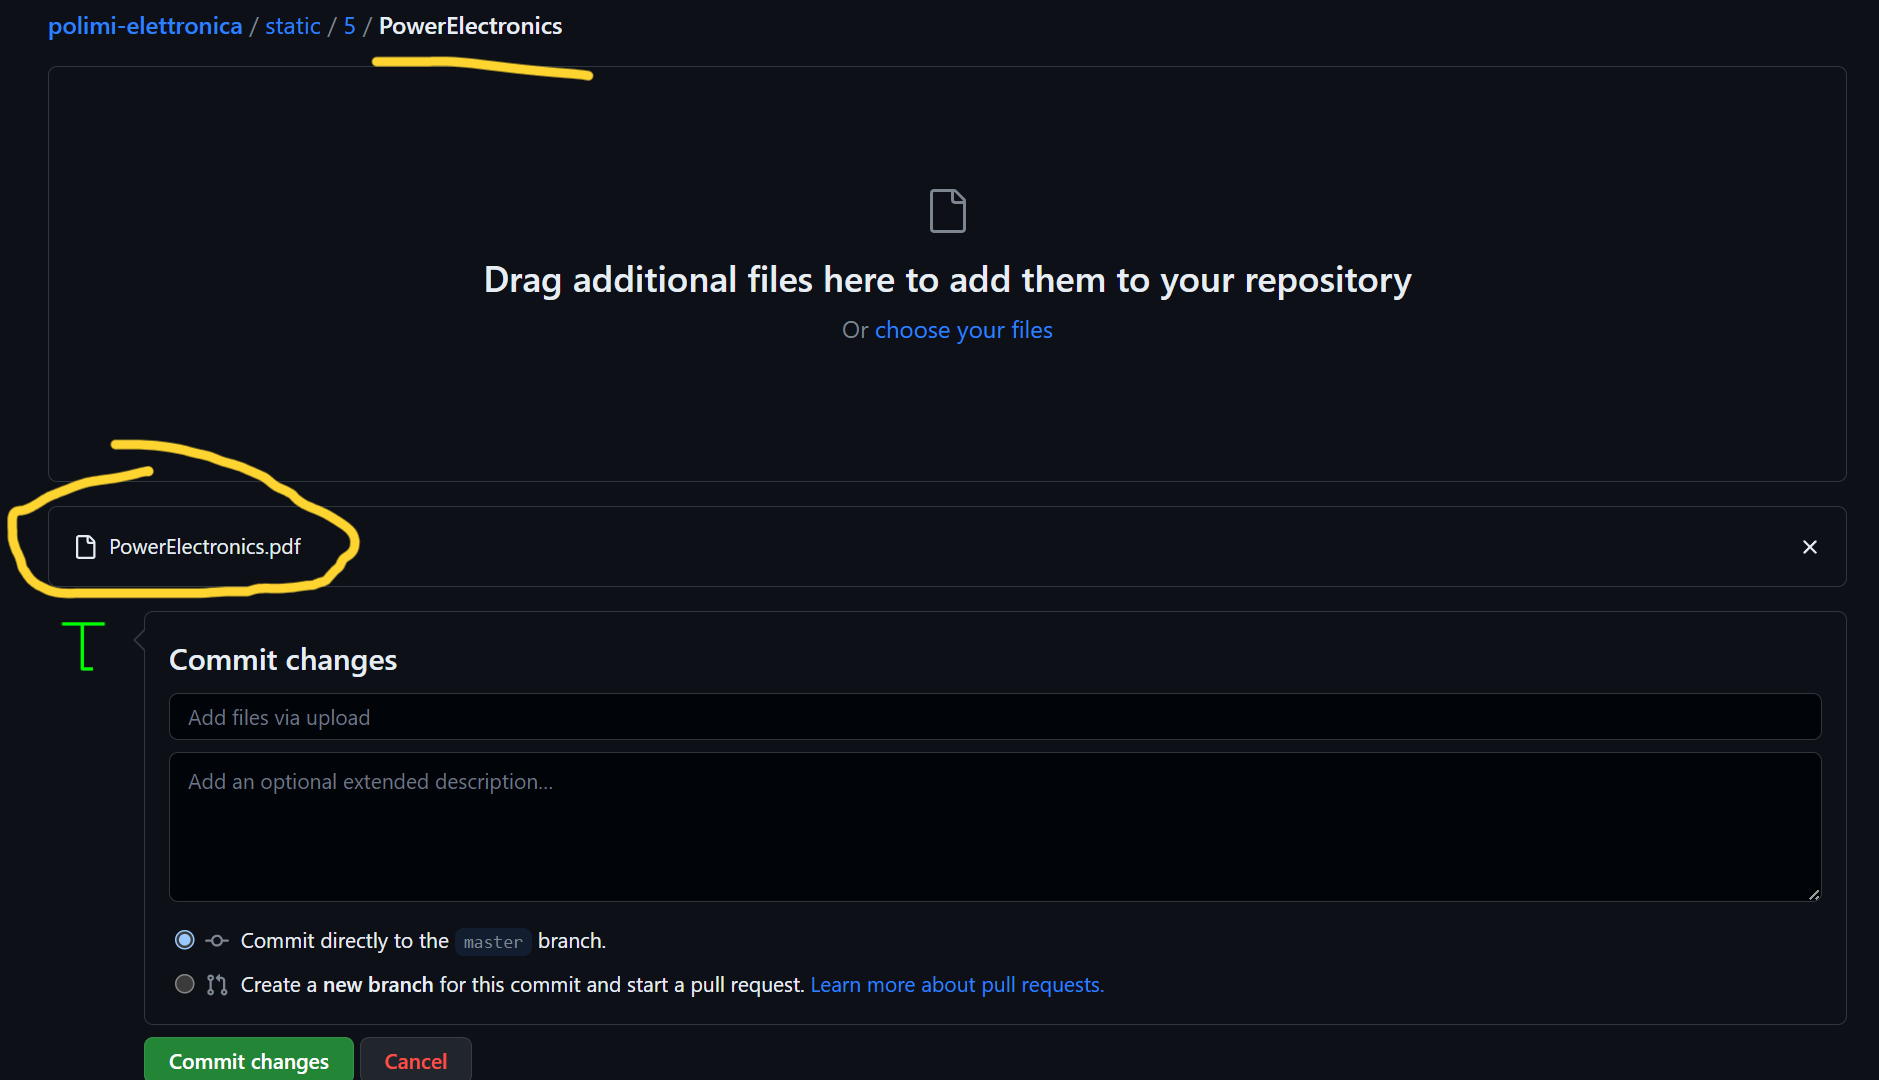 polimi-elettronica / static / 5 / PowerElectronics
Drag additional files here to add them to your repository
Or choose your files
PowerElectronics.pdf
Commit changes
Add files via upload
Add an optional extended description...
Commit directly to the master branch.
Create a new branch for this commit and start a pull request. Learn more about pull requests.
Commit changes Cancel